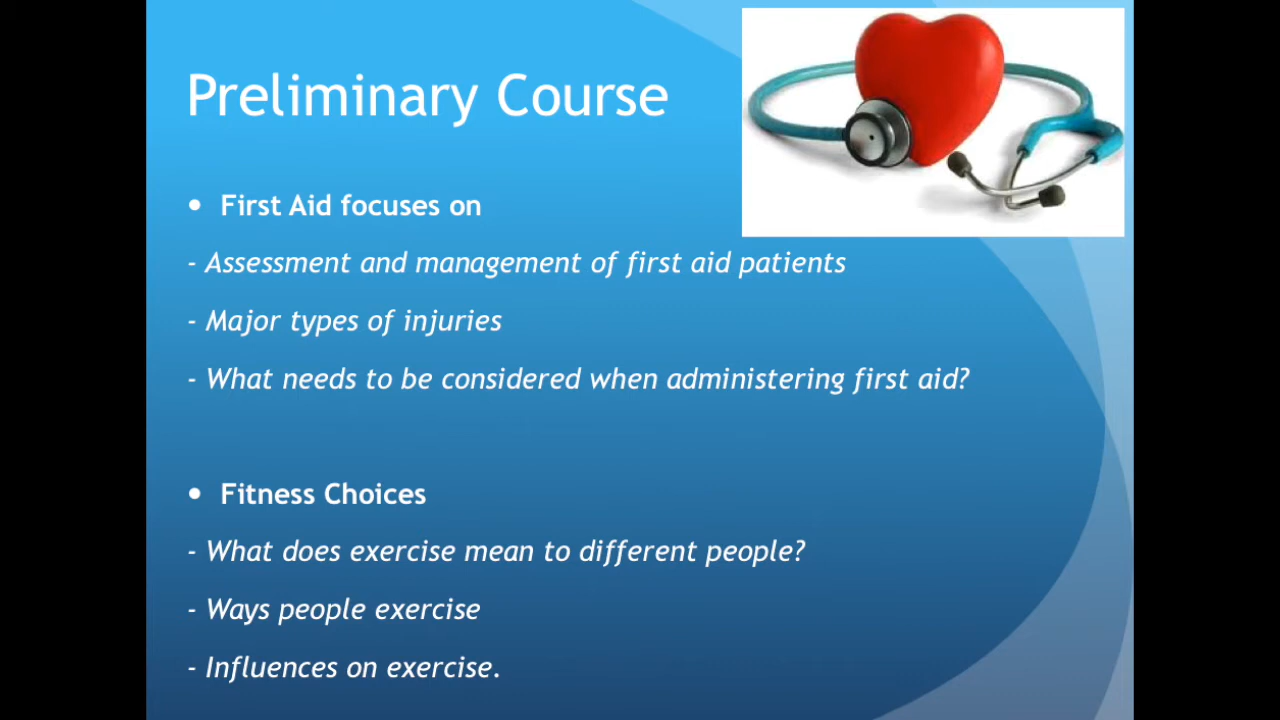 Preliminary Course
• First Aid focuses on
- Assessment and management of first aid patients
- Major types of injuries
- What needs to be considered when administering first aid?
• Fitness Choices
- What does exercise mean to different people?
- Ways people exercise
- Influences on exercise.